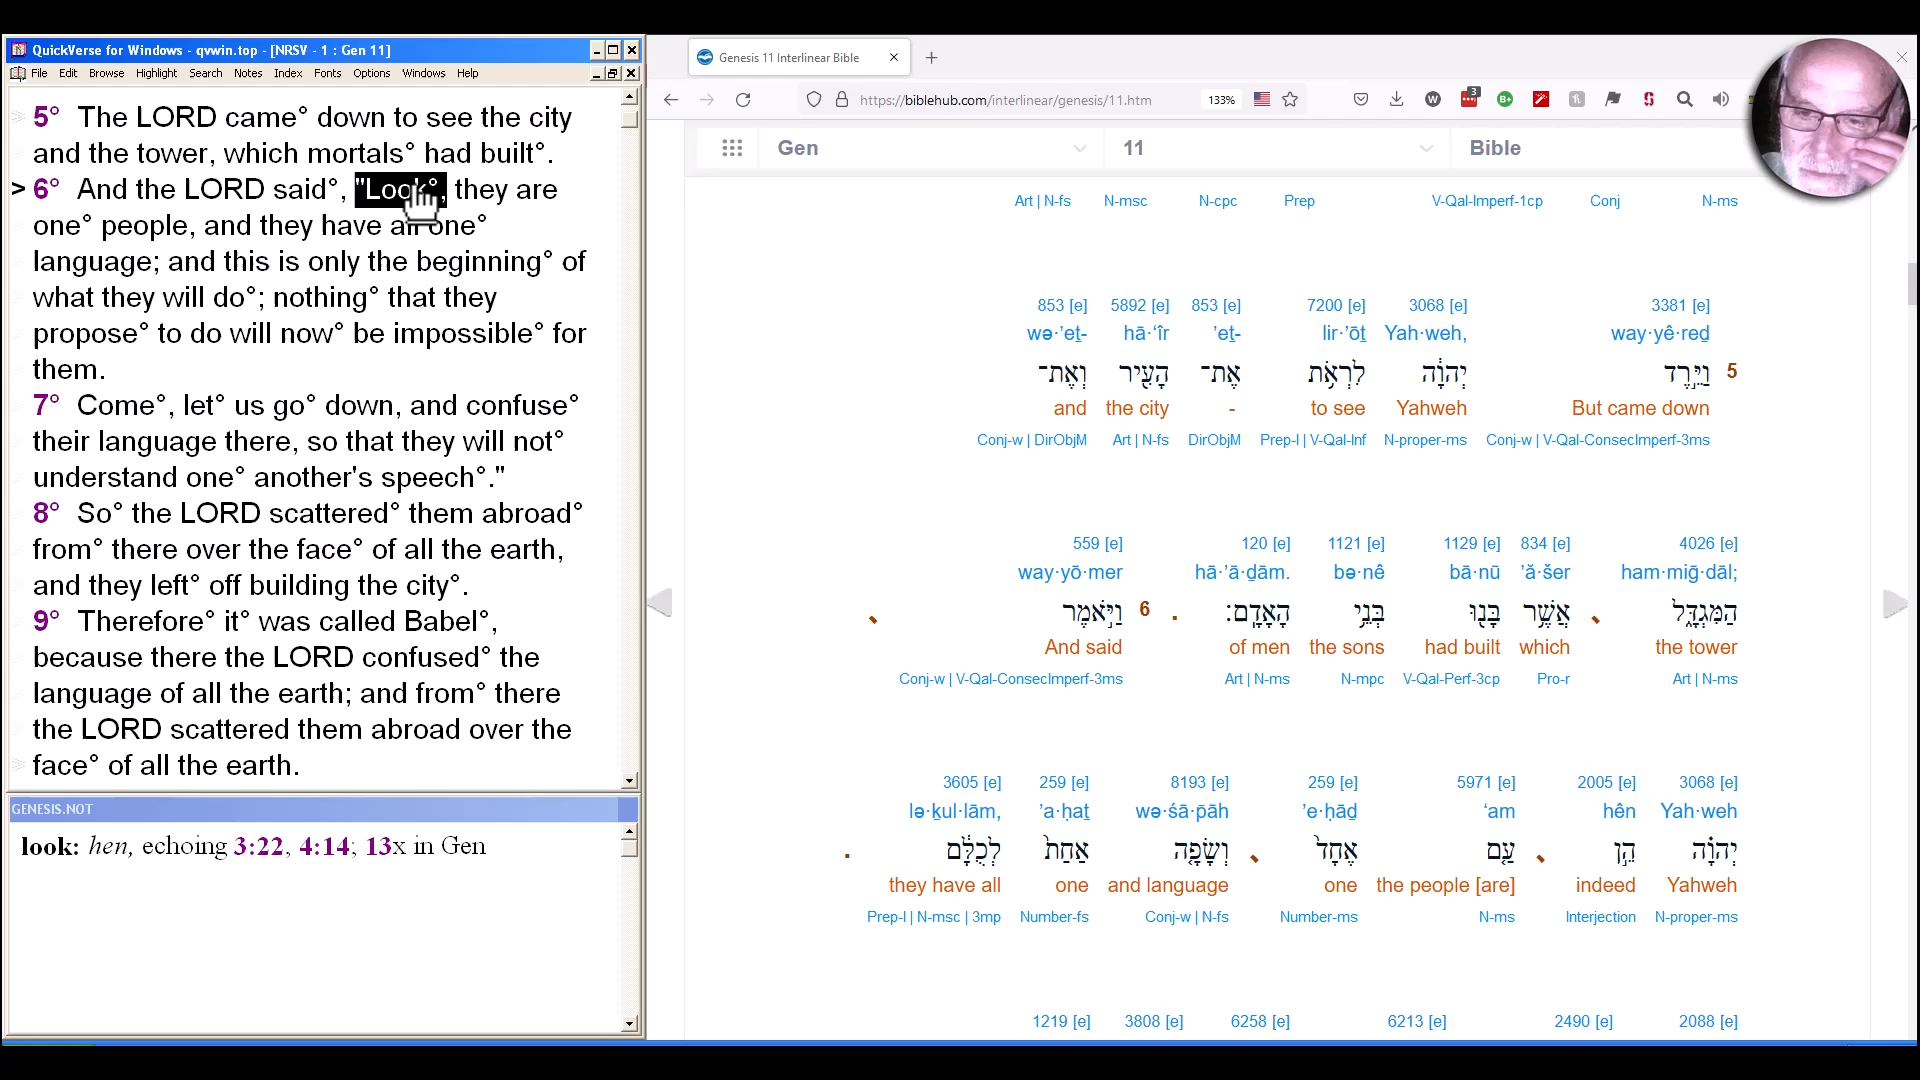 QuickVerse for Windows - qvwin.top - [NRSV - 1 : Gen 11]
File Edit Browse Highlight Search Notes Index Fonts Options Windows Help
5° The LORD came° down to see the city
and the tower, which mortals° had built°.
> 6° And the LORD said°, "Look°, they are
one° people, and they have all one°
language; and this is only the beginning° of
what they will do°; nothing° that they
propose° to do will now° be impossible° for
them.
7° Come°, let° us go° down, and confuse°
their language there, so that they will not°
understand one° another's speech°."
8° So° the LORD scattered° them abroad°
from° there over the face° of all the earth,
and they left° off building the city°.
9° Therefore° it° was called Babel°,
because there the LORD confused° the
language of all the earth; and from° there
the LORD scattered them abroad over the
face° of all the earth.
GENESIS.NOT
look: hen, echoing 3:22, 4:14; 13x in Gen
Genesis 11 Interlinear Bible
https://biblehub.com/interlinear/genesis/11.htm 133%
Gen 11 Bible
Art | N-fs N-msc N-cpc Prep V-Qal-Imperf-1cp Conj N-ms
853 [e] 5892 [e] 853 [e] 7200 [e] 3068 [e] 3381 [e]
wə·’eṯ- hā·‘îr ’eṯ- lir·’ōṯ Yah·weh, way·yê·reḏ
5 וַיֵּ֣רֶד יְהוָ֔ה לִרְאֹ֥ת אֶת־ הָעִ֖יר וְאֶת־
and the city - to see Yahweh But came down
Conj-w | DirObjM Art | N-fs DirObjM Prep-l | V-Qal-Inf N-proper-ms Conj-w | V-Qal-ConsecImperf-3ms
559 [e] 120 [e] 1121 [e] 1129 [e] 834 [e] 4026 [e]
way·yō·mer hā·’ā·ḏām. bə·nê bā·nū ’ă·šer ham·miḡ·dāl;
הַמִּגְדָּ֑ל ､ אֲשֶׁ֥ר בָּנ֖וּ בְּנֵ֥י הָאָדָֽם׃ . 6 וַיֹּ֣אמֶר ､
And said of men the sons had built which the tower
Conj-w | V-Qal-ConsecImperf-3ms Art | N-ms N-mpc V-Qal-Perf-3cp Pro-r Art | N-ms
3605 [e] 259 [e] 8193 [e] 259 [e] 5971 [e] 2005 [e] 3068 [e]
lə·ḵul·lām, ’a·ḥaṯ wə·śā·p̄āh ’e·ḥāḏ ‘am hên Yah·weh
יְהוָ֗ה הֵ֣ן ､ עַ֤ם אֶחָד֙ ､ וְשָׂפָ֤ה אַחַת֙ לְכֻלָּ֔ם .
they have all one and language one the people [are] indeed Yahweh
Prep-l | N-msc | 3mp Number-fs Conj-w | N-fs Number-ms N-ms Interjection N-proper-ms
1219 [e] 3808 [e] 6258 [e] 6213 [e] 2490 [e] 2088 [e]